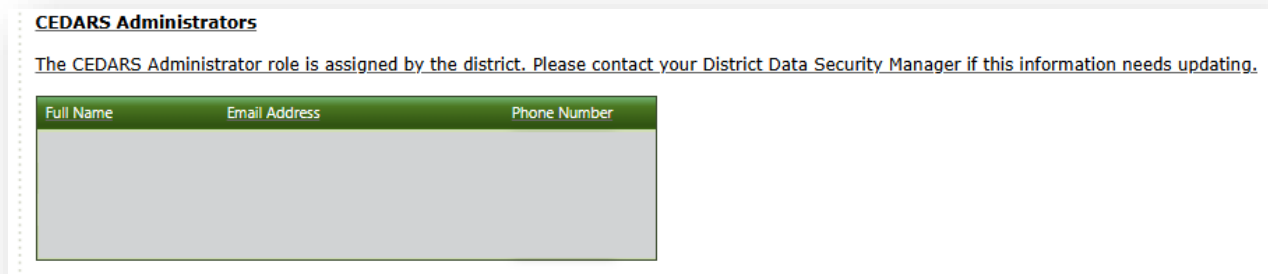 CEDARS Administrators
The CEDARS Administrator role is assigned by the district. Please contact your District Data Security Manager if this information needs updating.
Full Name Email Address Phone Number